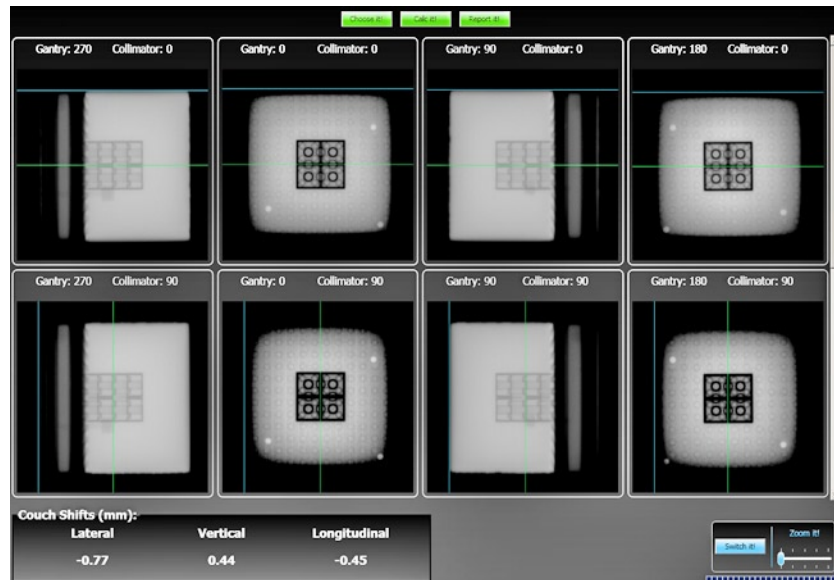 Choose it! Calc it! Report it!
Gantry: 270 Collimator: 0 Gantry: 0 Collimator: 0 Gantry: 90 Collimator: 0 Gantry: 180 Collimator: 0
Gantry: 270 Collimator: 90 Gantry: 0 Collimator: 90 Gantry: 90 Collimator: 90 Gantry: 180 Collimator: 90
Couch Shifts (mm):
Lateral Vertical Longitudinal
-0.77 0.44 -0.45
Switch it! Zoom it!